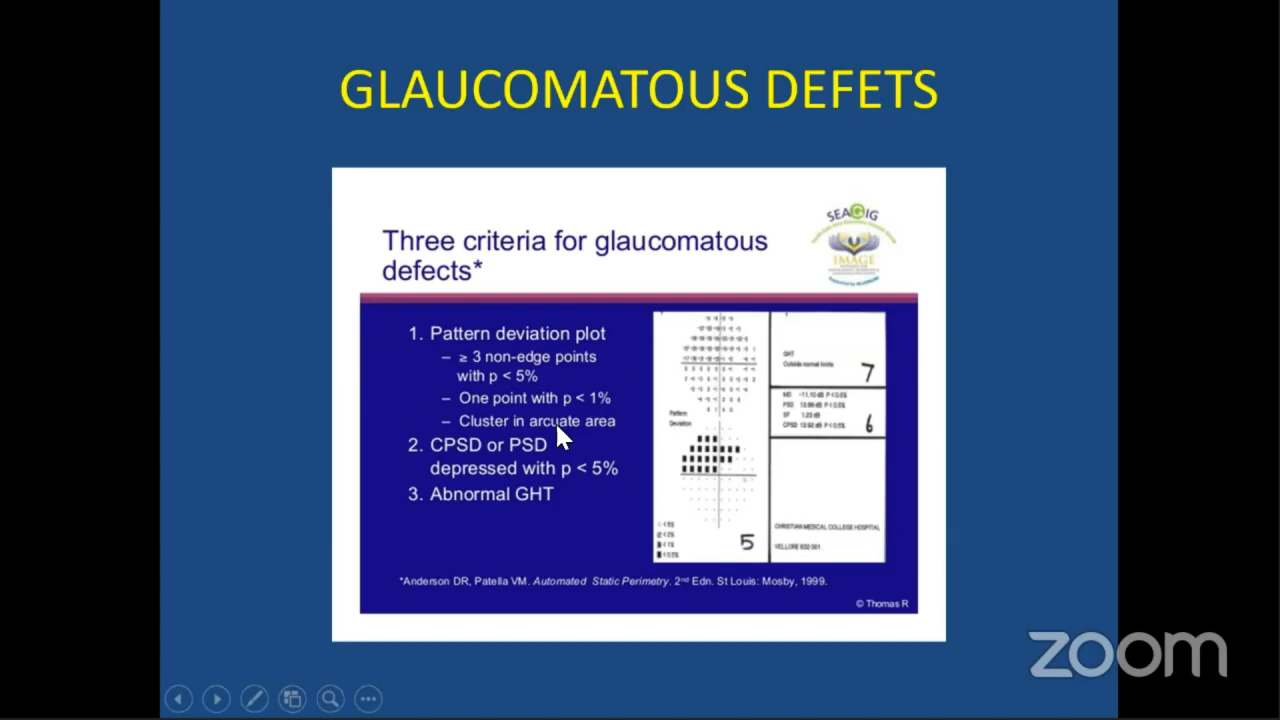 GLAUCOMATOUS DEFETS
SEAGIG
IMAGE
Three criteria for glaucomatous
defects*
1. Pattern deviation plot
– ≥ 3 non-edge points
with p < 5%
– One point with p < 1%
– Cluster in arcuate area
2. CPSD or PSD
depressed with p < 5%
3. Abnormal GHT
Pattern
Deviation
5
GHT
Outside normal limits
7
MD -11.10 dB P < 0.5%
PSD 13.99 dB P < 0.5%
SF 1.23 dB
CPSD 13.92 dB P < 0.5%
6
CHRISTIAN MEDICAL COLLEGE HOSPITAL
VELLORE 632 001
*Anderson DR, Patella VM. Automated Static Perimetry. 2nd Edn. St Louis: Mosby, 1999.
© Thomas R
zoom